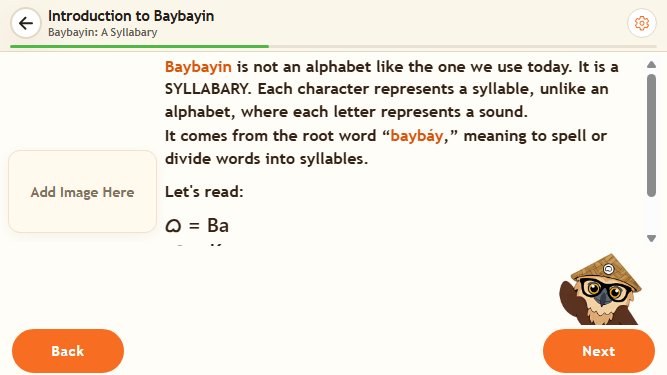 Introduction to Baybayin
Baybayin: A Syllabary
Baybayin is not an alphabet like the one we use today. It is a
SYLLABARY. Each character represents a syllable, unlike an
alphabet, where each letter represents a sound.
It comes from the root word “baybáy,” meaning to spell or
divide words into syllables.
Add Image Here
Let's read:
ᜊ = Ba
Back
Next